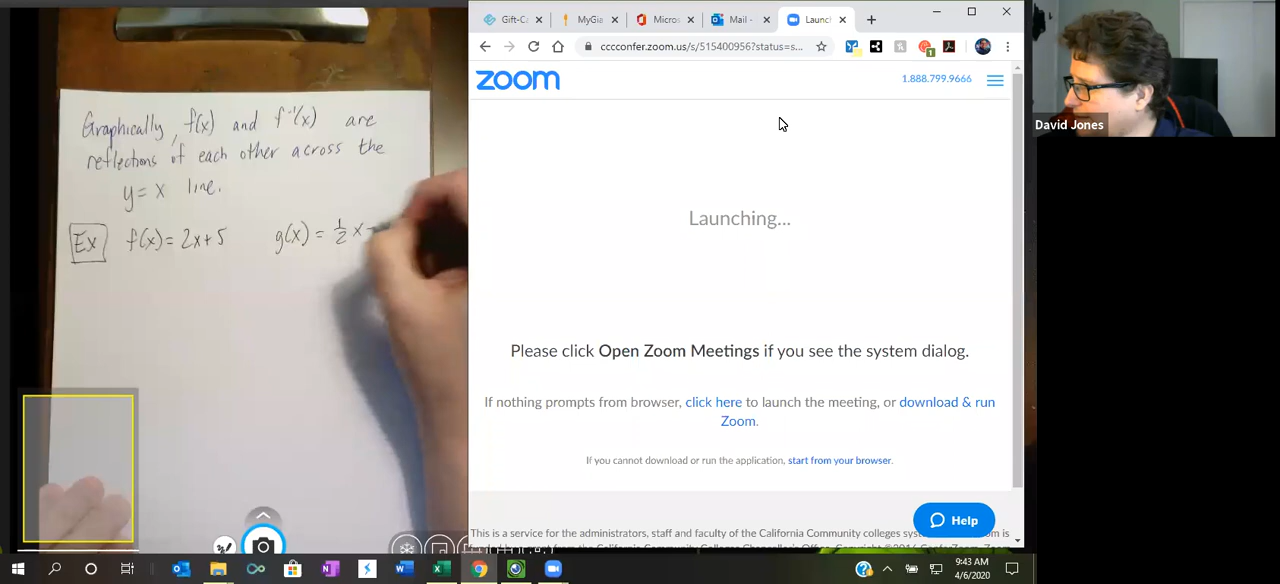 Graphically, f(x) and f⁻¹(x) are
reflections of each other across the
y = x line.
Ex f(x) = 2x+5 g(x) = 1/2 x -
Gift-C
MyGia
Micros
Mail -
Launc
cccconfer.zoom.us/s/515400956?status=s...
zoom
1.888.799.9666
Launching...
Please click Open Zoom Meetings if you see the system dialog.
If nothing prompts from browser, click here to launch the meeting, or download & run
Zoom.
If you cannot download or run the application, start from your browser.
Help
This is a service for the administrators, staff and faculty of the California Community colleges
is
David Jones
9:43 AM
4/6/2020